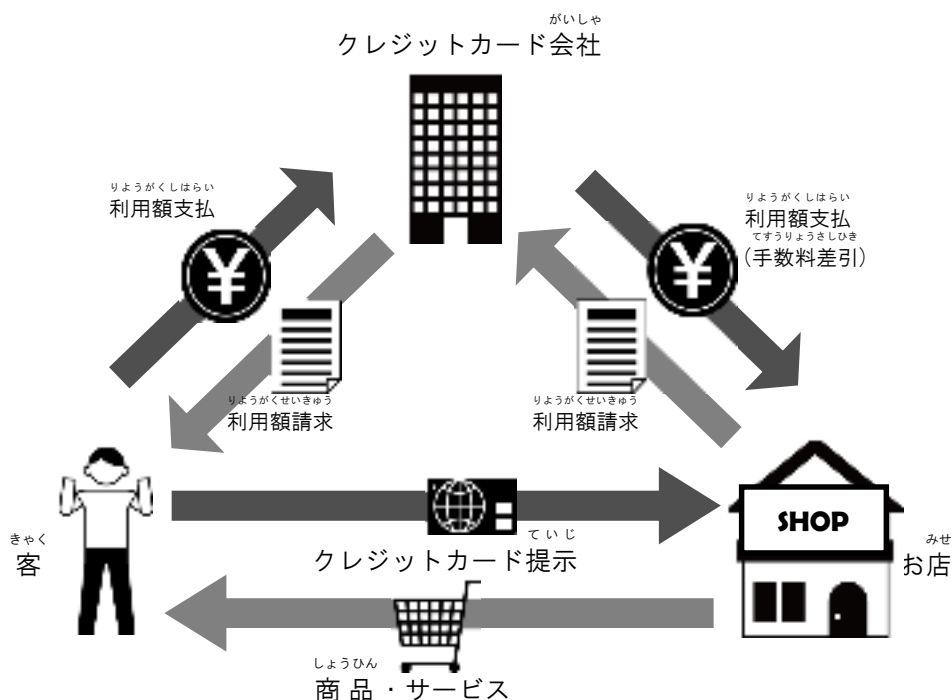 がいしゃ
クレジットカード会社
りようがくしはらい
利用額支払
りようがくしはらい
利用額支払
てすうりょうさしひき
(手数料差引)
¥
¥
りようがくせいきゅう
利用額請求
りようがくせいきゅう
利用額請求
SHOP
きゃく
客
みせ
お店
ていじ
クレジットカード提示
しょうひん
商品・サービス